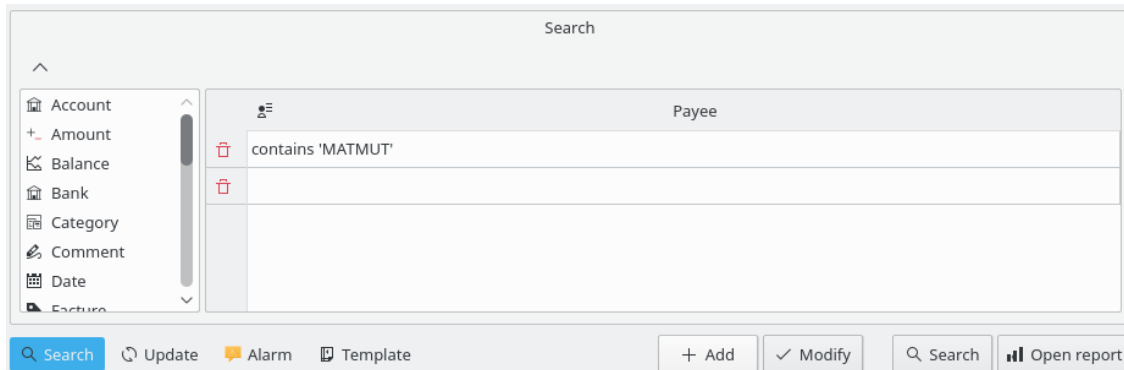 Search
Account
Amount
Balance
Bank
Category
Comment
Date
Facture
Payee
contains 'MATMUT'
Search Update Alarm Template + Add Modify Search Open report